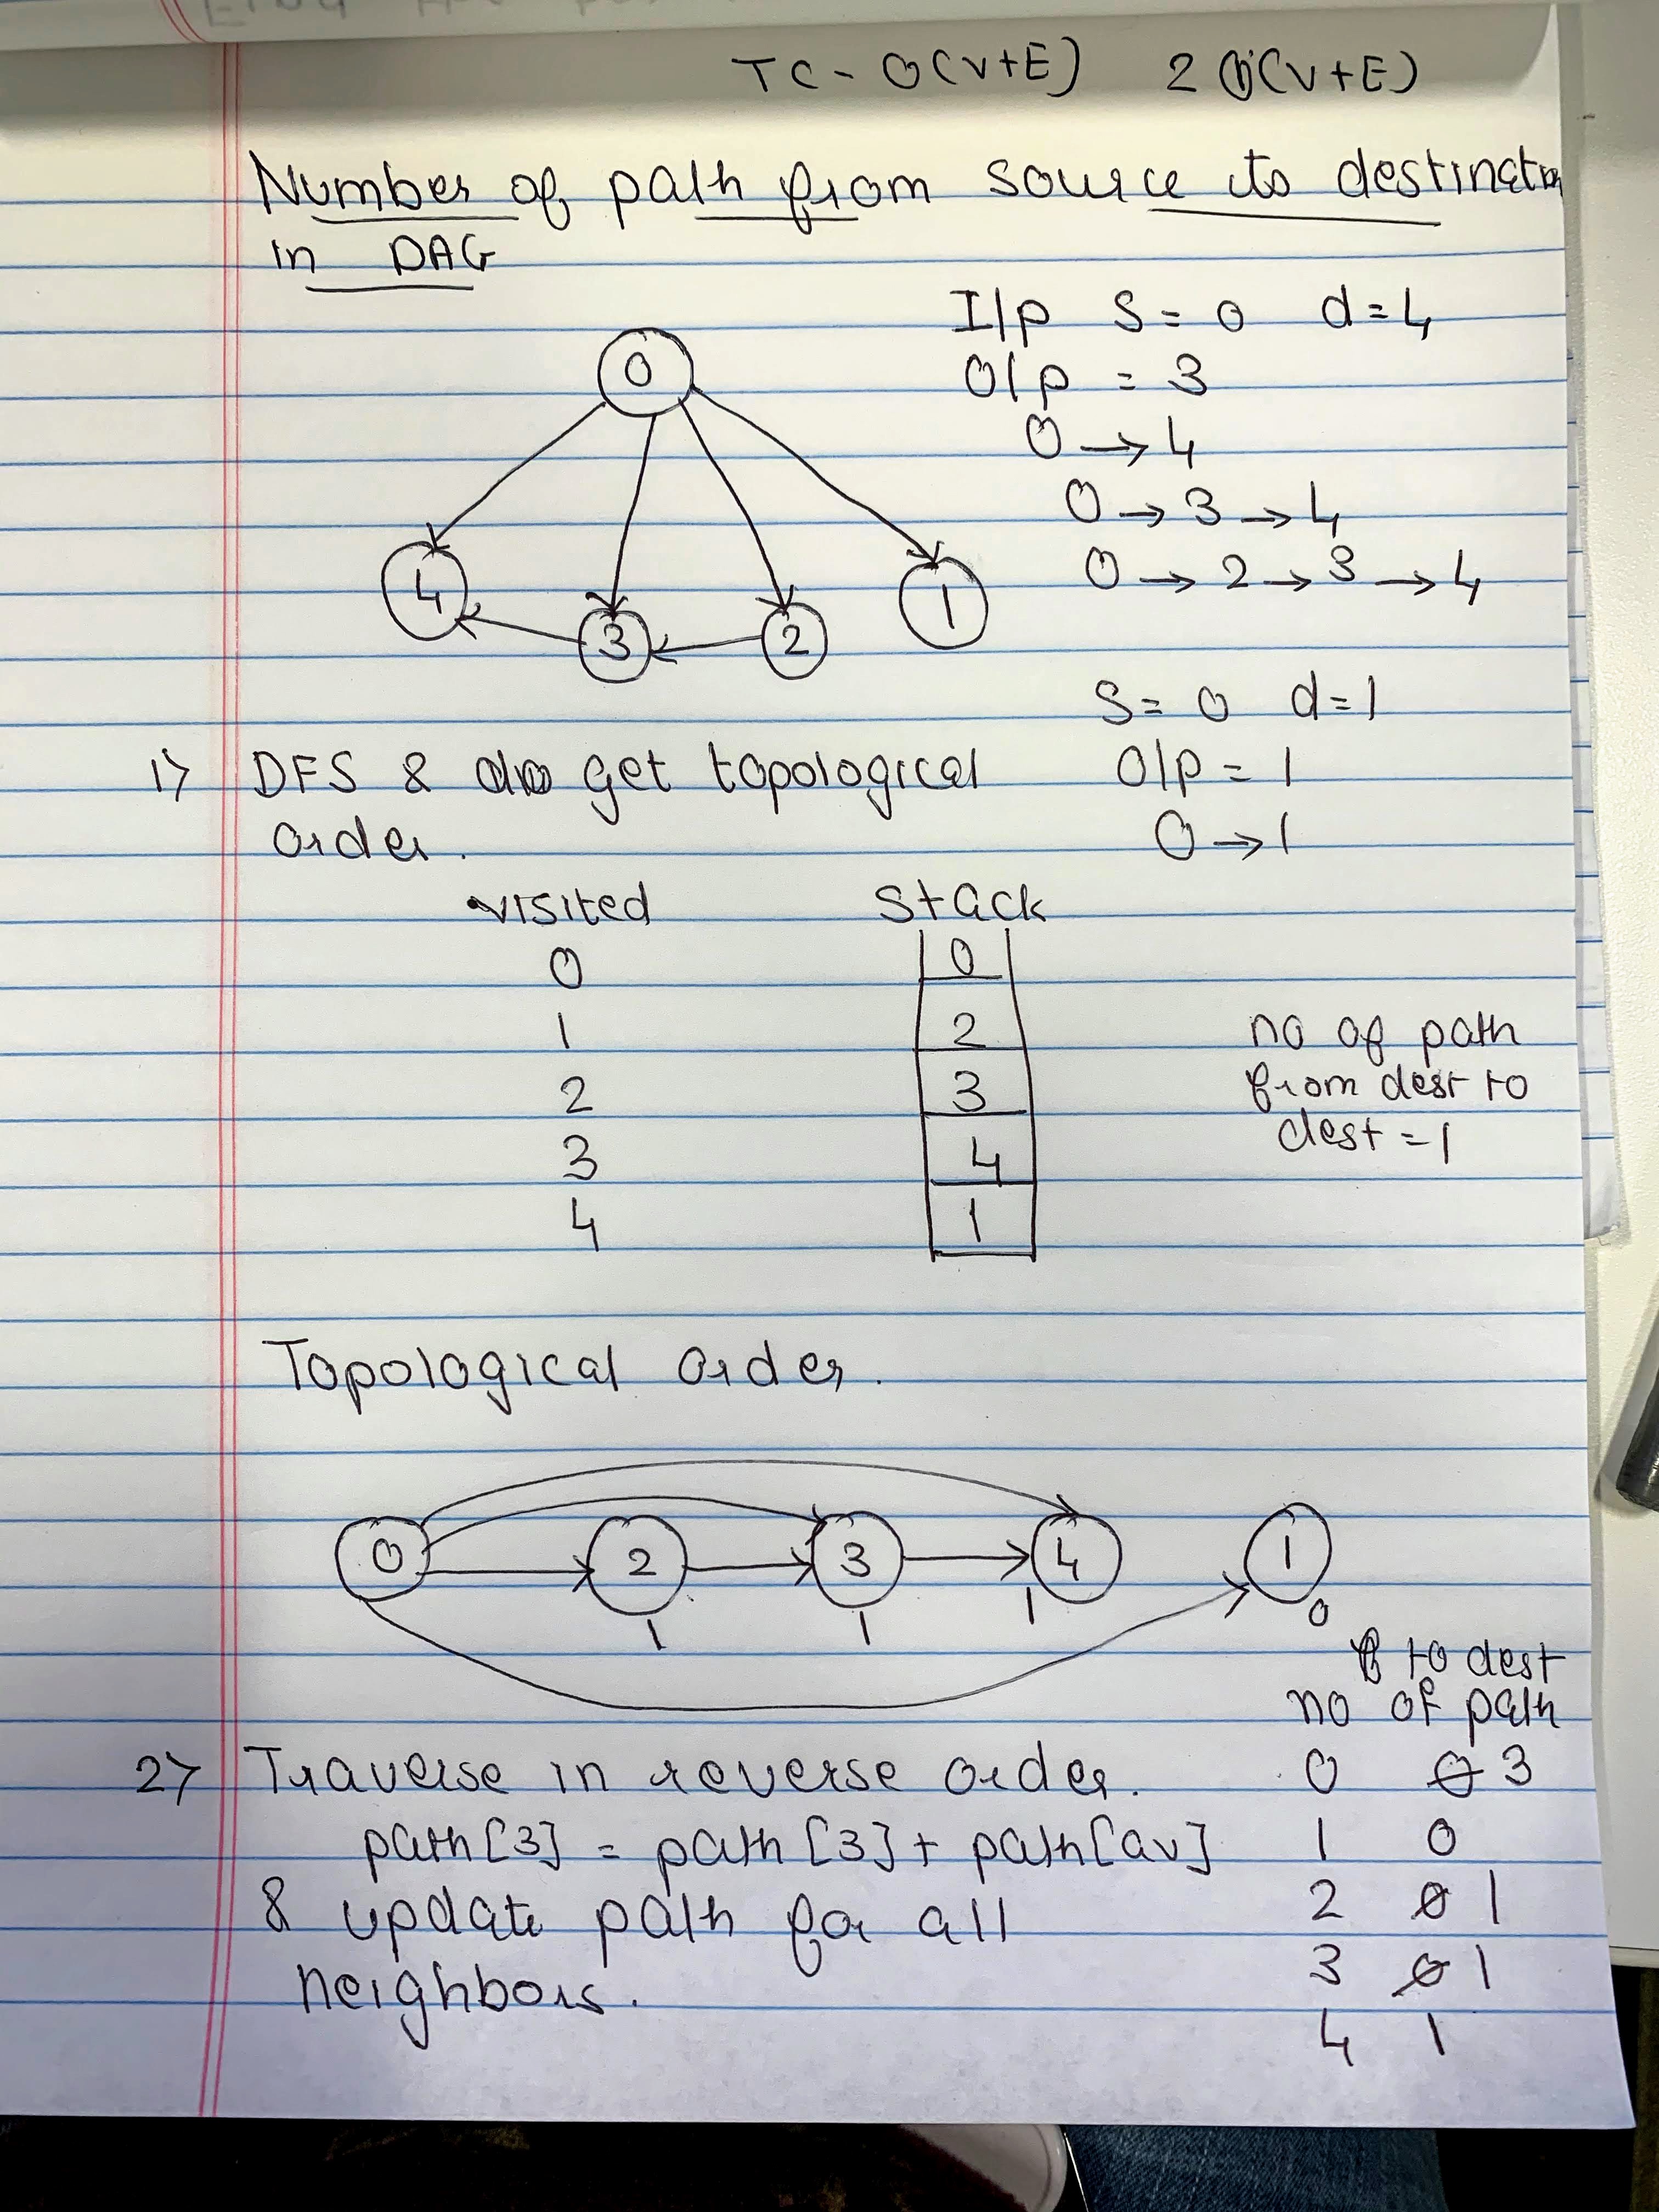 TC - O(V+E) 2 O(V+E)
Number of path from source to destination
in DAG
I/p S = 0 d = 4
O/p = 3
0 → 4
0 → 3 → 4
0 → 2 → 3 → 4
0
4
3
2
1
S = 0 d = 1
O/p = 1
0 → 1
1) DFS & get topological
order.
visited stack
0 0
1 2
2 3
3 4
4 1
no of path
from dest to
dest = 1
Topological order.
0 2 3 4 1
1 1 1 0
to dest
no of path
0 0 3
1 0
2 0 1
3 0 1
4 1
2) Traverse in reverse order.
path[3] = path[3] + path[av]
& update path for all
neighbors.